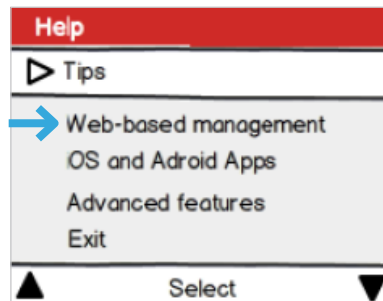 Help
Tips
Web-based management
iOS and Adroid Apps
Advanced features
Exit
Select